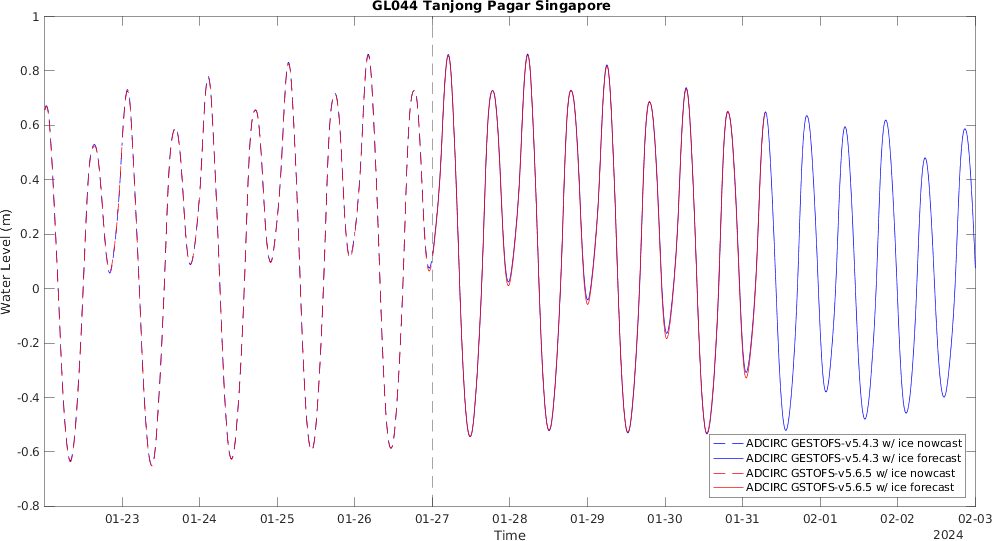 GL044 Tanjong Pagar Singapore
1
0.8
0.6
0.4
0.2
0
-0.2
-0.4
-0.6
-0.8
Water Level (m)
ADCIRC GESTOFS-v5.4.3 w/ ice nowcast
ADCIRC GESTOFS-v5.4.3 w/ ice forecast
ADCIRC GSTOFS-v5.6.5 w/ ice nowcast
ADCIRC GSTOFS-v5.6.5 w/ ice forecast
01-23 01-24 01-25 01-26 01-27 01-28 01-29 01-30 01-31 02-01 02-02 02-03
Time
2024